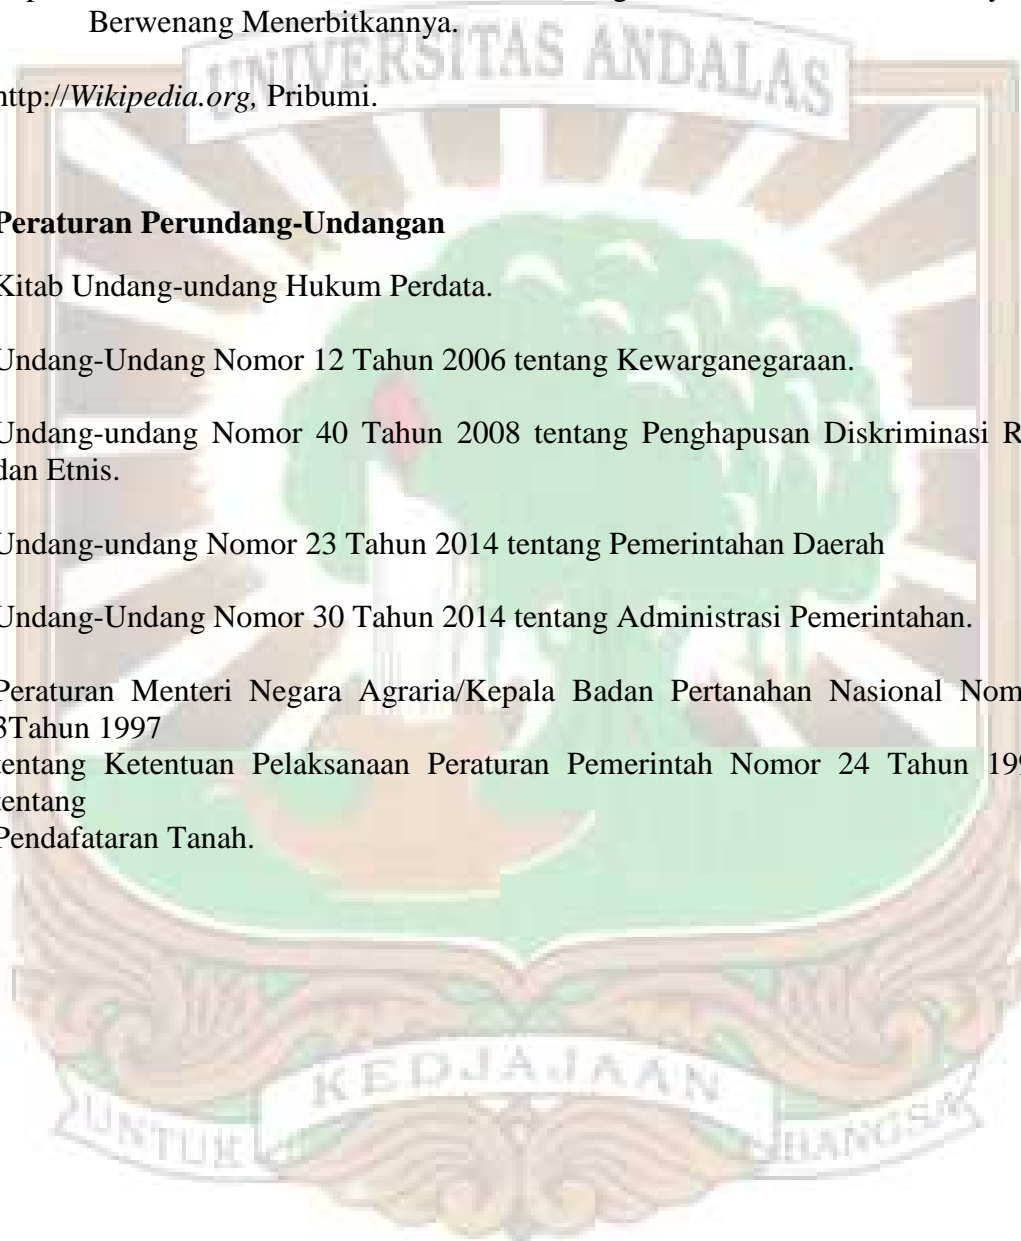 Berwenang Menerbitkannya.
UNIVERSITAS ANDALAS
http://Wikipedia.org, Pribumi.
Peraturan Perundang-Undangan
Kitab Undang-undang Hukum Perdata.
Undang-Undang Nomor 12 Tahun 2006 tentang Kewarganegaraan.
Undang-undang Nomor 40 Tahun 2008 tentang Penghapusan Diskriminasi R
dan Etnis.
Undang-undang Nomor 23 Tahun 2014 tentang Pemerintahan Daerah
Undang-Undang Nomor 30 Tahun 2014 tentang Administrasi Pemerintahan.
Peraturan Menteri Negara Agraria/Kepala Badan Pertanahan Nasional Nom
3Tahun 1997
tentang Ketentuan Pelaksanaan Peraturan Pemerintah Nomor 24 Tahun 199
tentang
Pendafataran Tanah.
KEDJAJAAN
UNTUK BANGSA